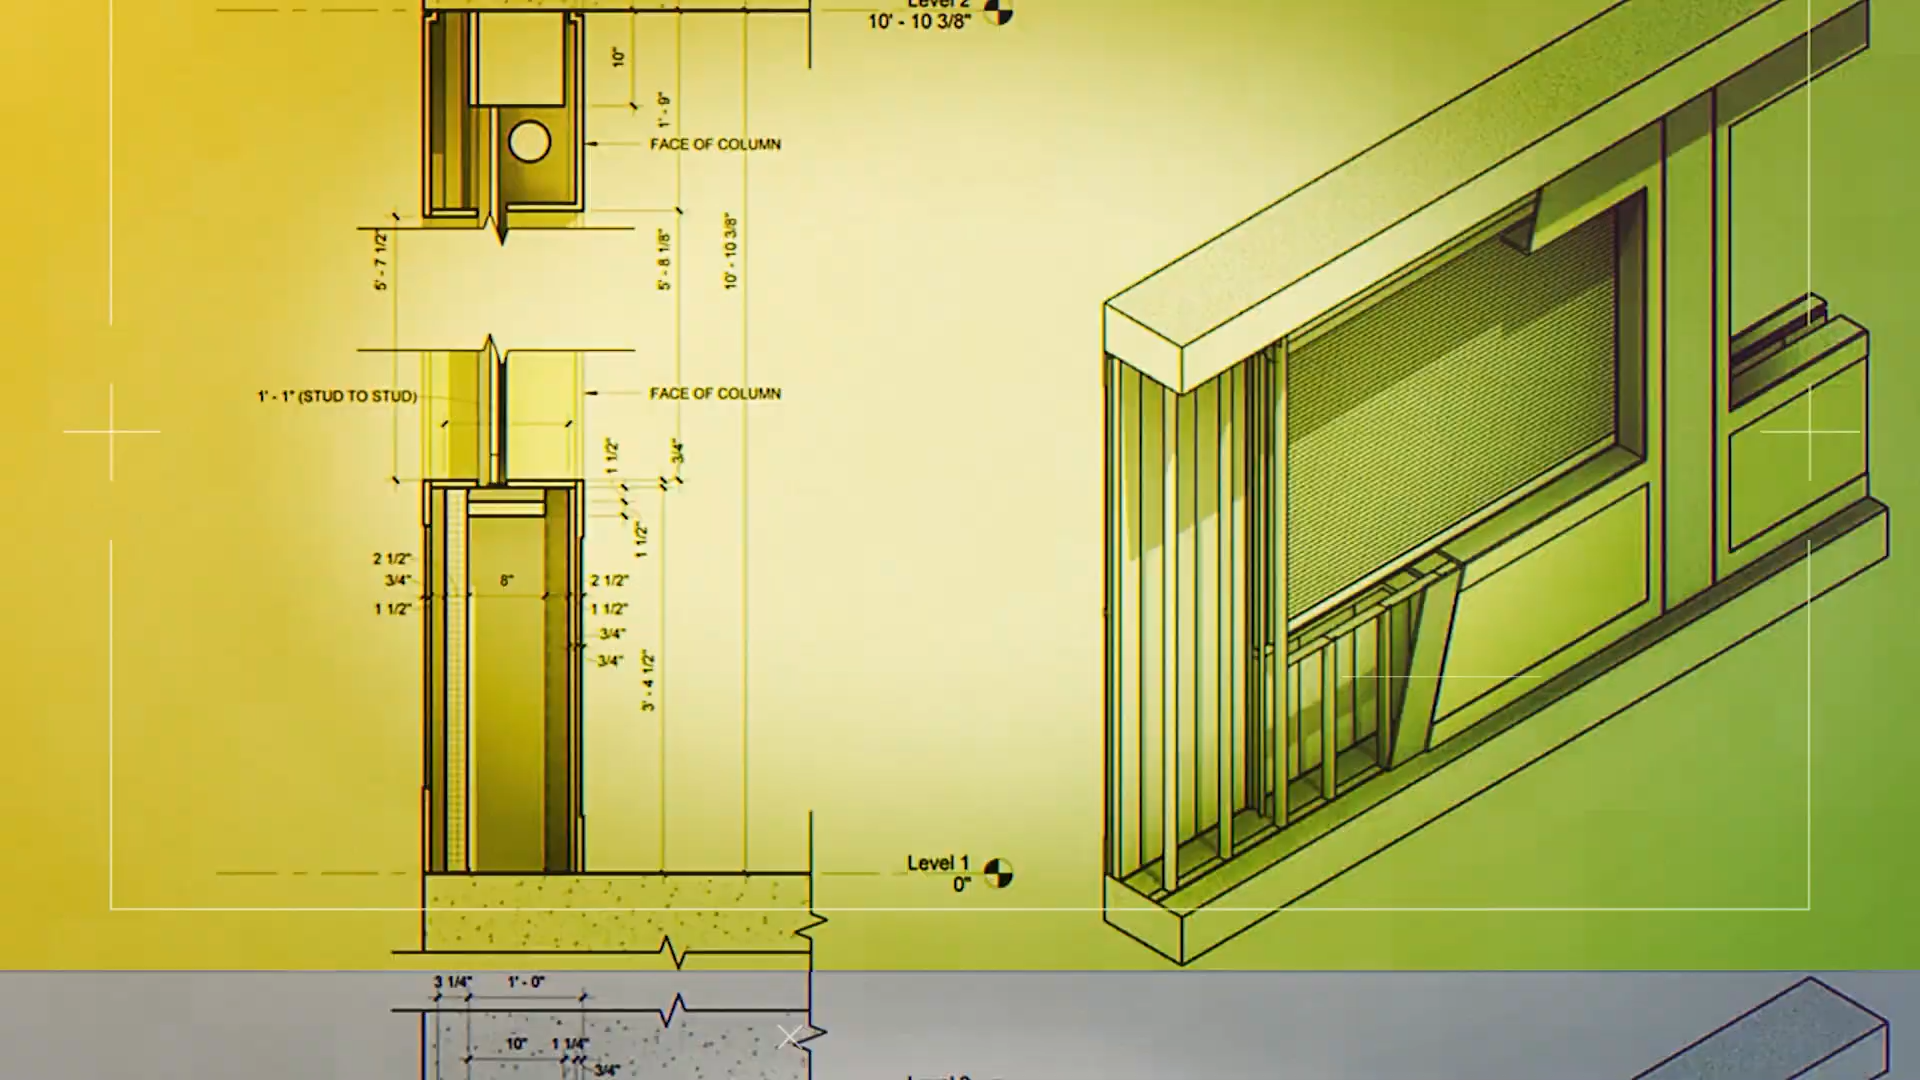 Level 2
10' - 10 3/8"
10"
1' - 9"
FACE OF COLUMN
5' - 7 1/2"
5' - 8 1/8"
10' - 10 3/8"
1' - 1" (STUD TO STUD)
FACE OF COLUMN
1 1/2"
3/4"
1 1/2"
2 1/2"
3/4"
8"
2 1/2"
1 1/2"
1 1/2"
3/4"
3/4"
3' - 4 1/2"
Level 1
0"
3 1/4"
1' - 0"
10"
1 1/4"
3/4"